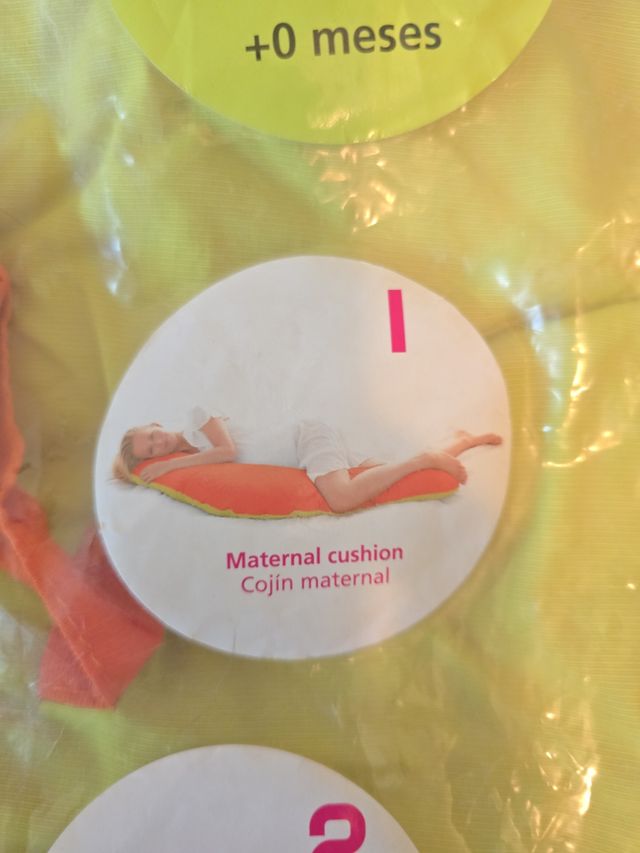 +0 meses
1
Maternal cushion
Cojín maternal
2